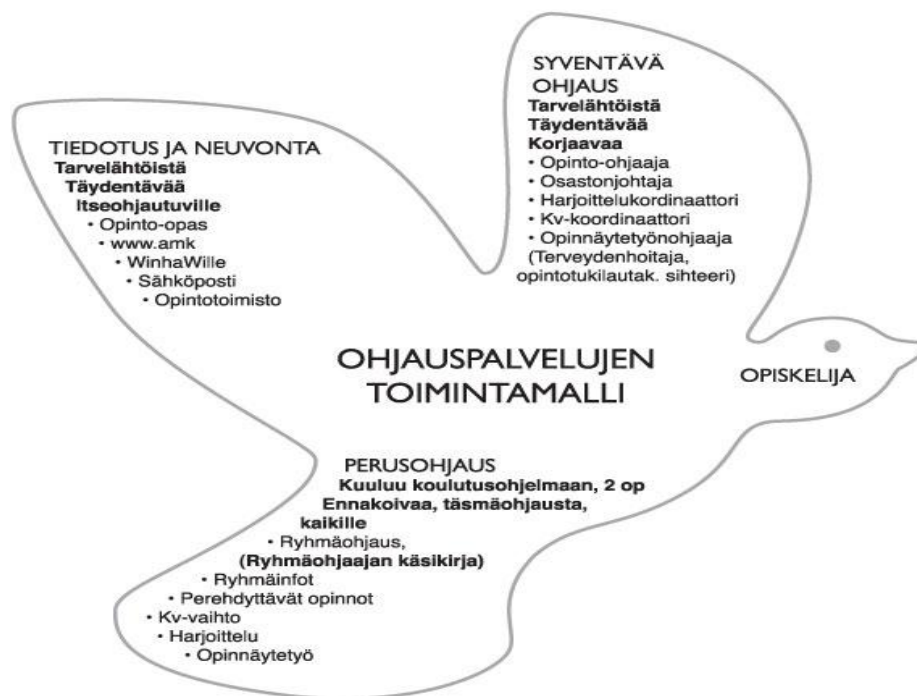 TIEDOTUS JA NEUVONTA
Tarvelähtöistä
Täydentävää
Itseohjautuville
• Opinto-opas
• www.amk
• WinhaWille
• Sähköposti
• Opintotoimisto
SYVENTÄVÄ
OHJAUS
Tarvelähtöistä
Täydentävää
Korjaavaa
• Opinto-ohjaaja
• Osastonjohtaja
• Harjoittelukordinaattori
• Kv-koordinaattori
• Opinnäytetyönohjaaja
(Terveydenhoitaja,
opintotukilautak. sihteeri)
OHJAUSPALVELUJEN
TOIMINTAMALLI
OPISKELIJA
PERUSOHJAUS
Kuuluu koulutusohjelmaan, 2 op
Ennakoivaa, täsmäohjausta,
kaikille
• Ryhmäohjaus,
(Ryhmäohjaajan käsikirja)
• Ryhmäinfot
• Perehdyttävät opinnot
• Kv-vaihto
• Harjoittelu
• Opinnäytetyö